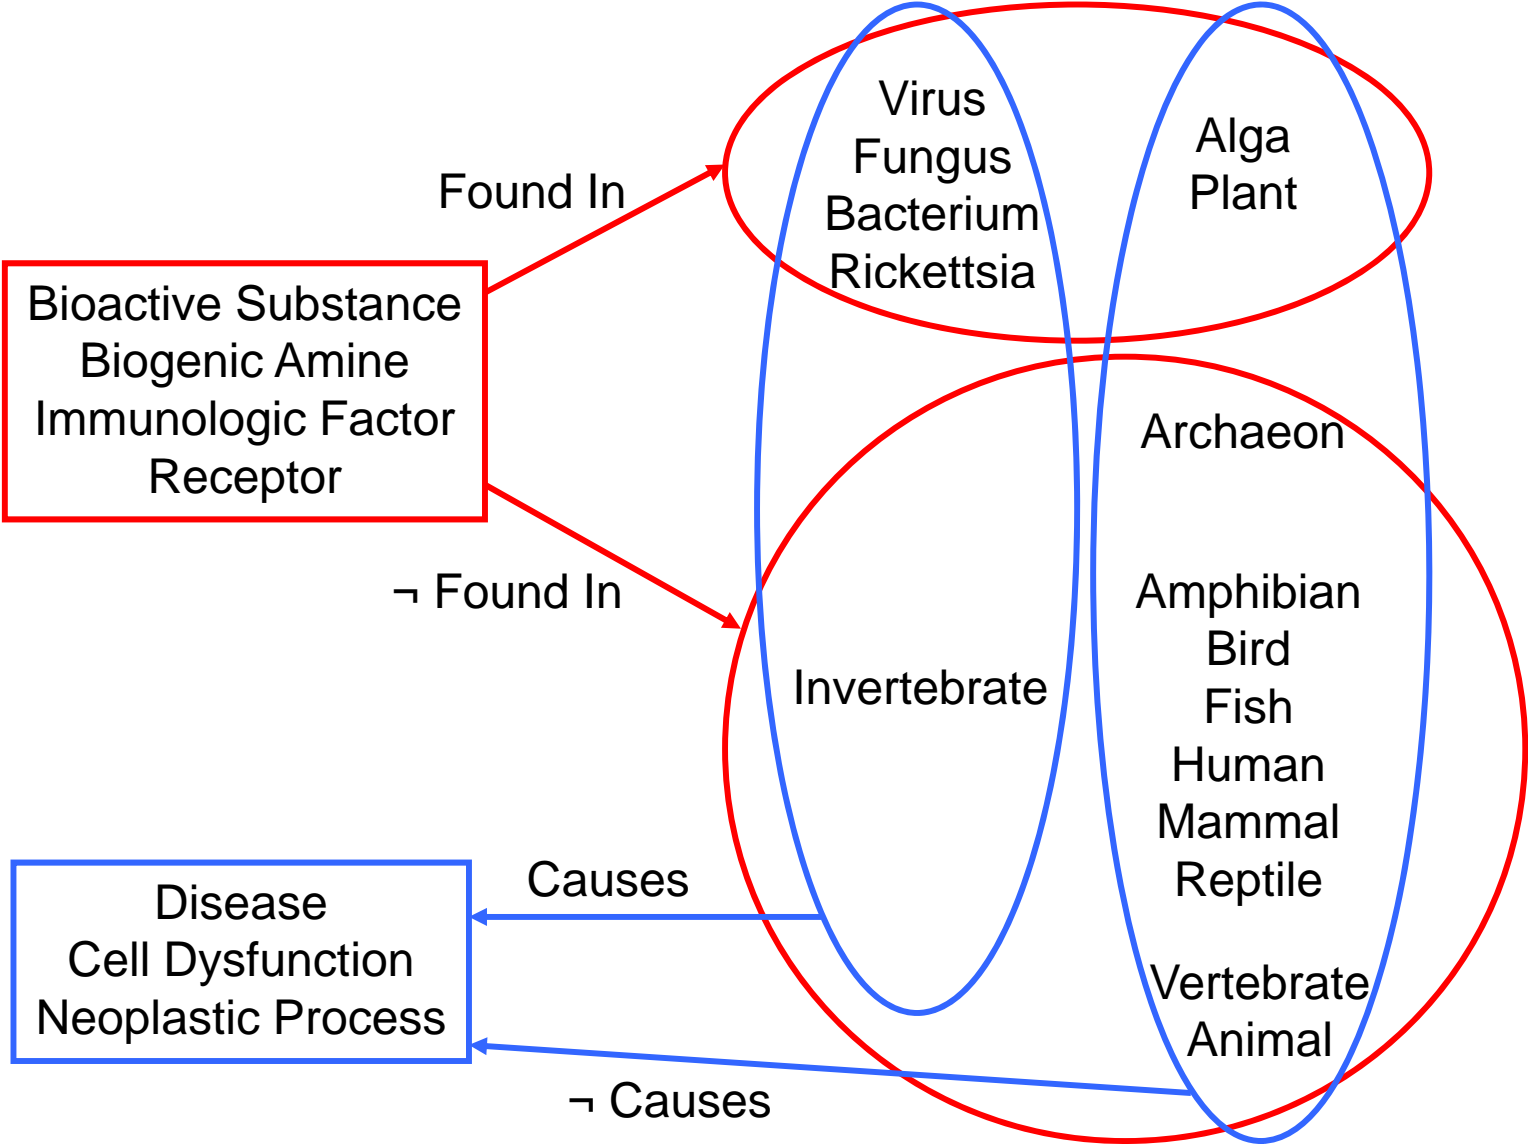 Found In
Bioactive Substance
Biogenic Amine
Immunologic Factor
Receptor
¬ Found In
Virus
Fungus
Bacterium
Rickettsia
Alga
Plant
Archaeon
Invertebrate
Amphibian
Bird
Fish
Human
Mammal
Reptile
Vertebrate
Animal
Causes
Disease
Cell Dysfunction
Neoplastic Process
¬ Causes